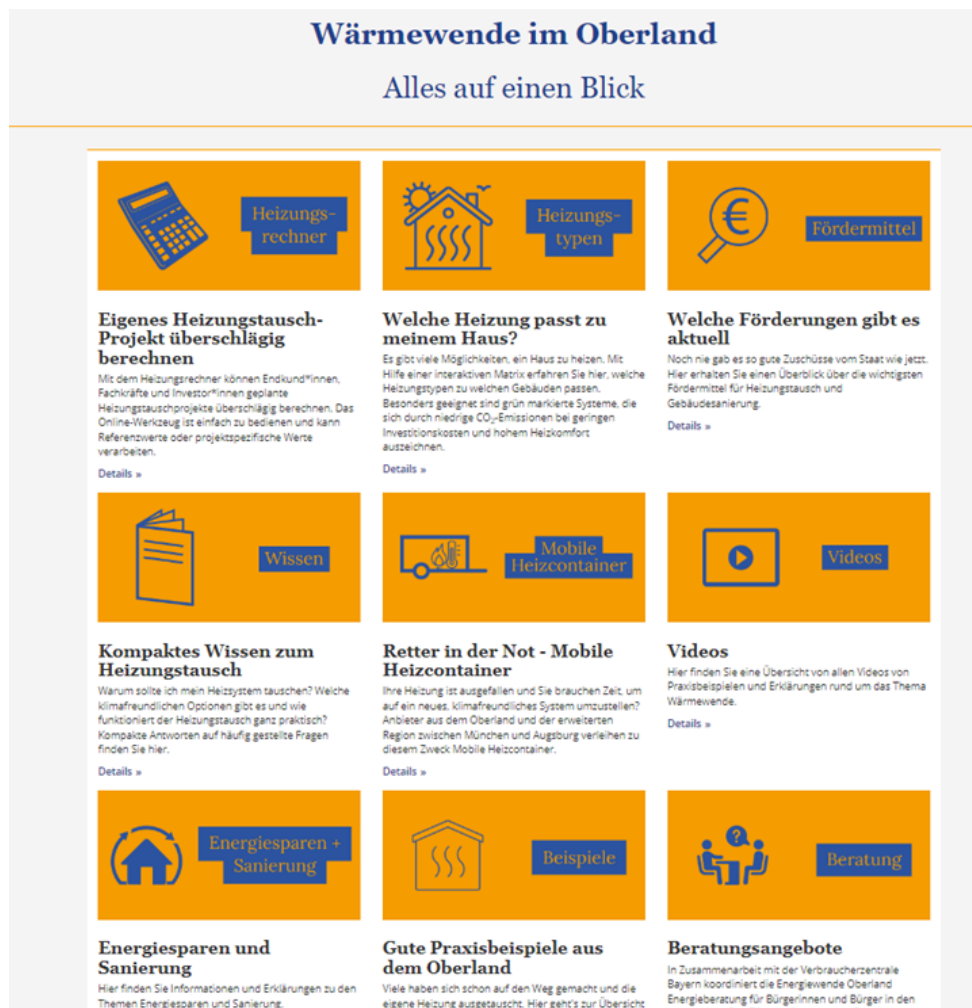 Wärmewende im Oberland
Alles auf einen Blick
Heizungs-
rechner
Eigenes Heizungstausch-
Projekt überschlägig
berechnen
Mit dem Heizungsrechner können Endkund*innen,
Fachkräfte und Investor*innen geplante
Heizungstauschprojekte überschlägig berechnen. Das
Online-Werkzeug ist einfach zu bedienen und kann
Referenzwerte oder projektspezifische Werte
verarbeiten.
Details »
Heizungs-
typen
Welche Heizung passt zu
meinem Haus?
Es gibt viele Möglichkeiten, ein Haus zu heizen. Mit
Hilfe einer interaktiven Matrix erfahren Sie hier, welche
Heizungstypen zu welchen Gebäuden passen.
Besonders geeignet sind grün markierte Systeme, die
sich durch niedrige CO₂-Emissionen bei geringen
Investitionskosten und hohem Heizkomfort
auszeichnen.
Details »
€
Fördermittel
Welche Förderungen gibt es
aktuell
Noch nie gab es so gute Zuschüsse vom Staat wie jetzt.
Hier erhalten Sie einen Überblick über die wichtigsten
Fördermittel für Heizungstausch und
Gebäudesanierung.
Details »
Wissen
Kompaktes Wissen zum
Heizungstausch
Warum sollte ich mein Heizsystem tauschen? Welche
klimafreundlichen Optionen gibt es und wie
funktioniert der Heizungstausch ganz praktisch?
Kompakte Antworten auf häufig gestellte Fragen
finden Sie hier.
Details »
Mobile
Heizcontainer
Retter in der Not - Mobile
Heizcontainer
Ihre Heizung ist ausgefallen und Sie brauchen Zeit, um
auf ein neues, klimafreundliches System umzustellen?
Anbieter aus dem Oberland und der erweiterten
Region zwischen München und Augsburg verleihen zu
diesem Zweck Mobile Heizcontainer.
Details »
Videos
Videos
Hier finden Sie eine Übersicht von allen Videos von
Praxisbeispielen und Erklärungen rund um das Thema
Wärmewende.
Details »
Energiesparen +
Sanierung
Energiesparen und
Sanierung
Hier finden Sie Informationen und Erklärungen zu den
Themen Energiesparen und Sanierung.
Beispiele
Gute Praxisbeispiele aus
dem Oberland
Viele haben sich schon auf den Weg gemacht und die
eigene Heizung ausgetauscht. Hier geht's zur Übersicht
?
Beratung
Beratungsangebote
In Zusammenarbeit mit der Verbraucherzentrale
Bayern koordiniert die Energiewende Oberland
Energieberatung für Bürgerinnen und Bürger in den